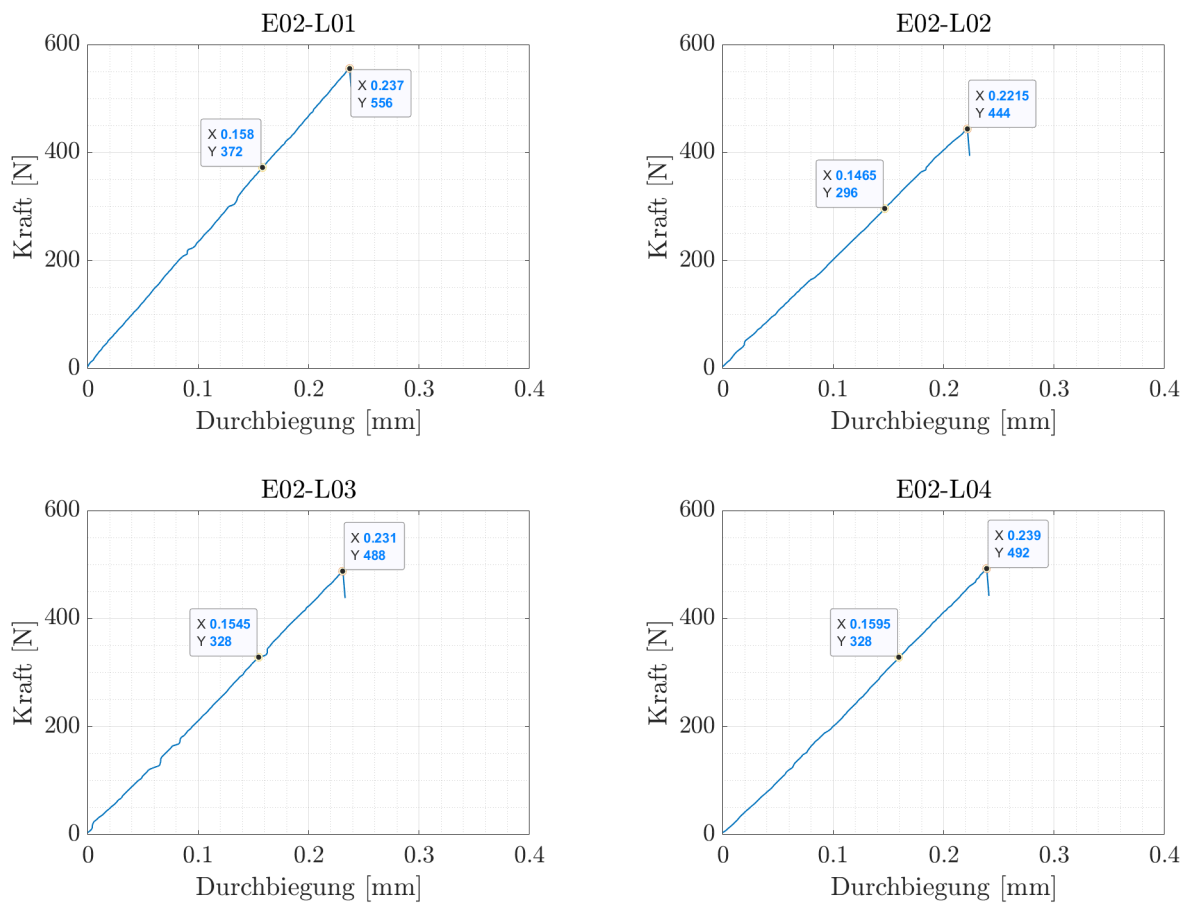 E02-L01
600
400
200
0
Kraft [N]
X 0.158
Y 372
X 0.237
Y 556
0 0.1 0.2 0.3 0.4
Durchbiegung [mm]
E02-L02
600
400
200
0
Kraft [N]
X 0.2215
Y 444
X 0.1465
Y 296
0 0.1 0.2 0.3 0.4
Durchbiegung [mm]
E02-L03
600
400
200
0
Kraft [N]
X 0.231
Y 488
X 0.1545
Y 328
0 0.1 0.2 0.3 0.4
Durchbiegung [mm]
E02-L04
600
400
200
0
Kraft [N]
X 0.239
Y 492
X 0.1595
Y 328
0 0.1 0.2 0.3 0.4
Durchbiegung [mm]